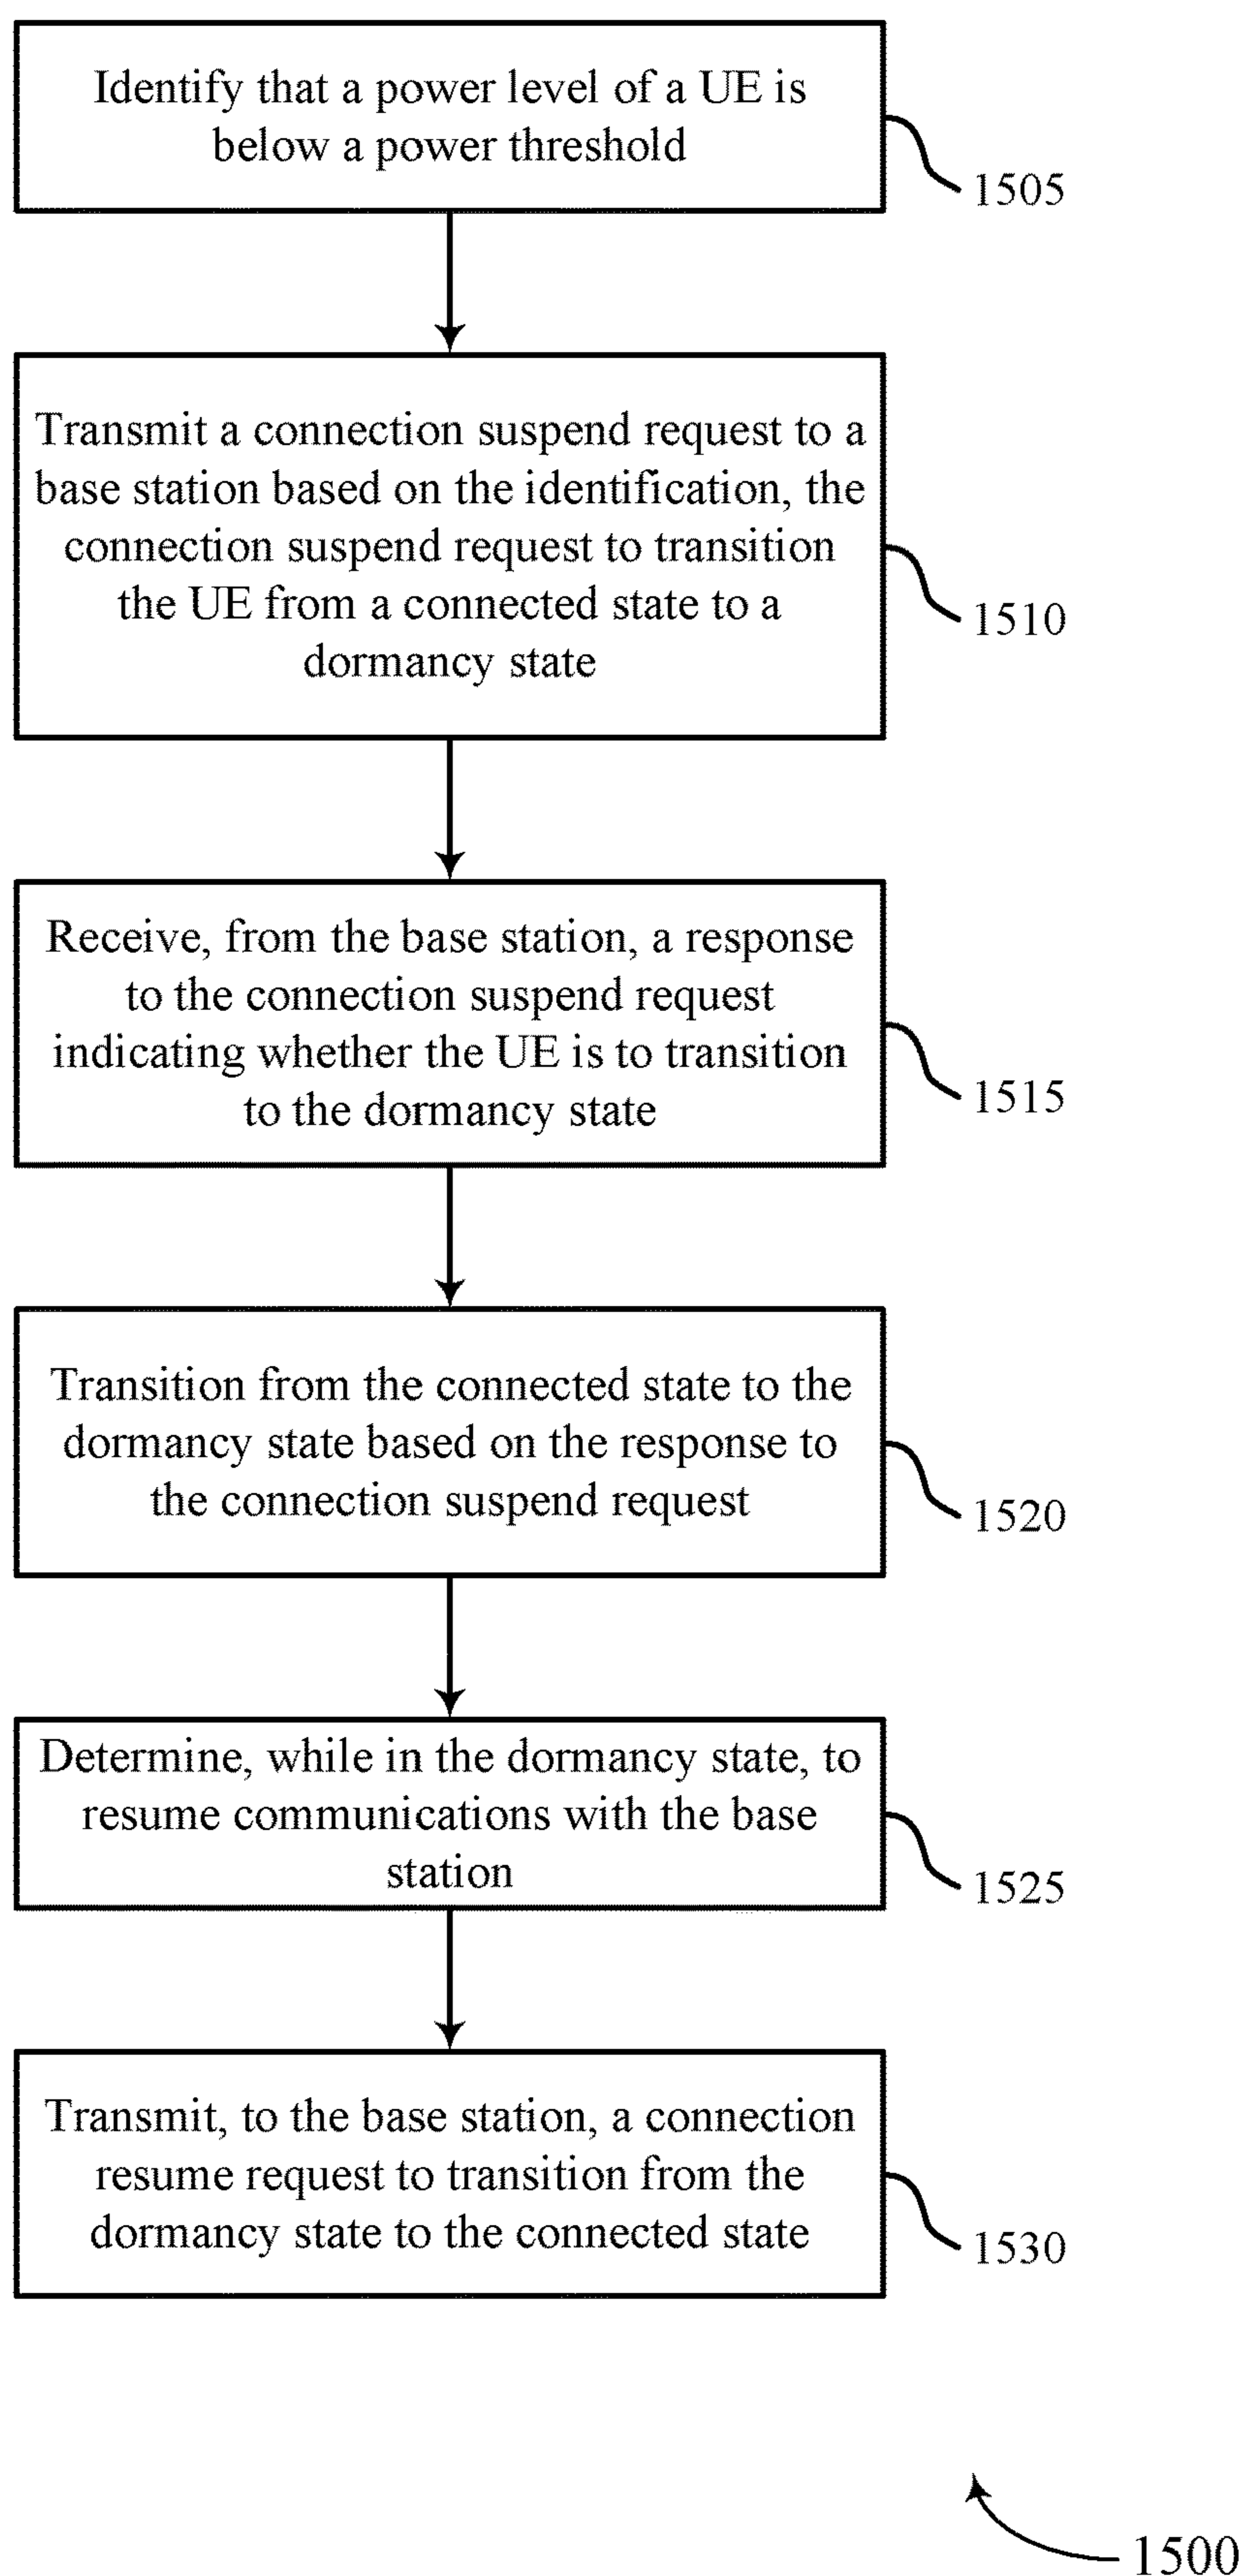 Identify that a power level of a UE is
below a power threshold
1505
Transmit a connection suspend request to a
base station based on the identification, the
connection suspend request to transition
the UE from a connected state to a
dormancy state
1510
Receive, from the base station, a response
to the connection suspend request
indicating whether the UE is to transition
to the dormancy state
1515
Transition from the connected state to the
dormancy state based on the response to
the connection suspend request
1520
Determine, while in the dormancy state, to
resume communications with the base
station
1525
Transmit, to the base station, a connection
resume request to transition from the
dormancy state to the connected state
1530
1500